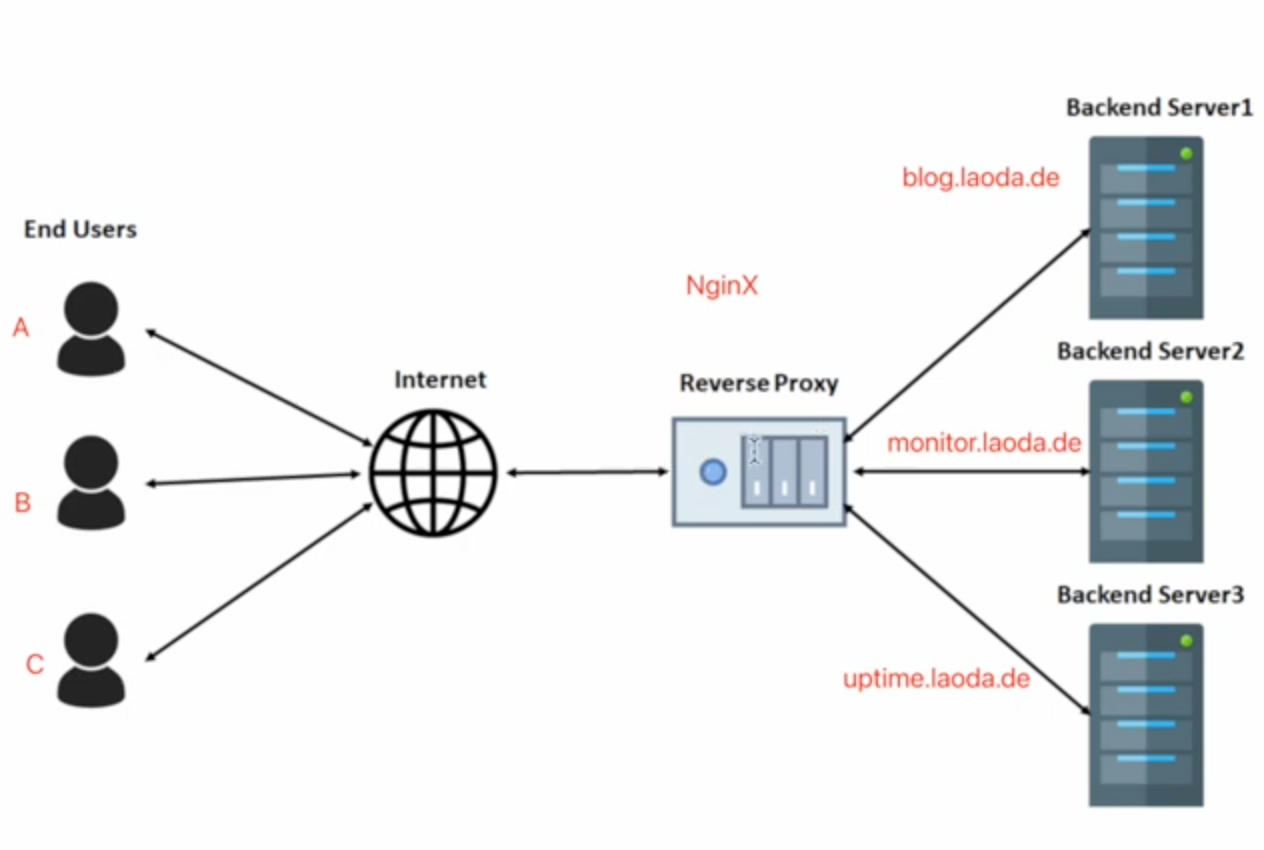 End Users
A
B
C
Internet
NginX
Reverse Proxy
Backend Server1
blog.laoda.de
Backend Server2
monitor.laoda.de
Backend Server3
uptime.laoda.de